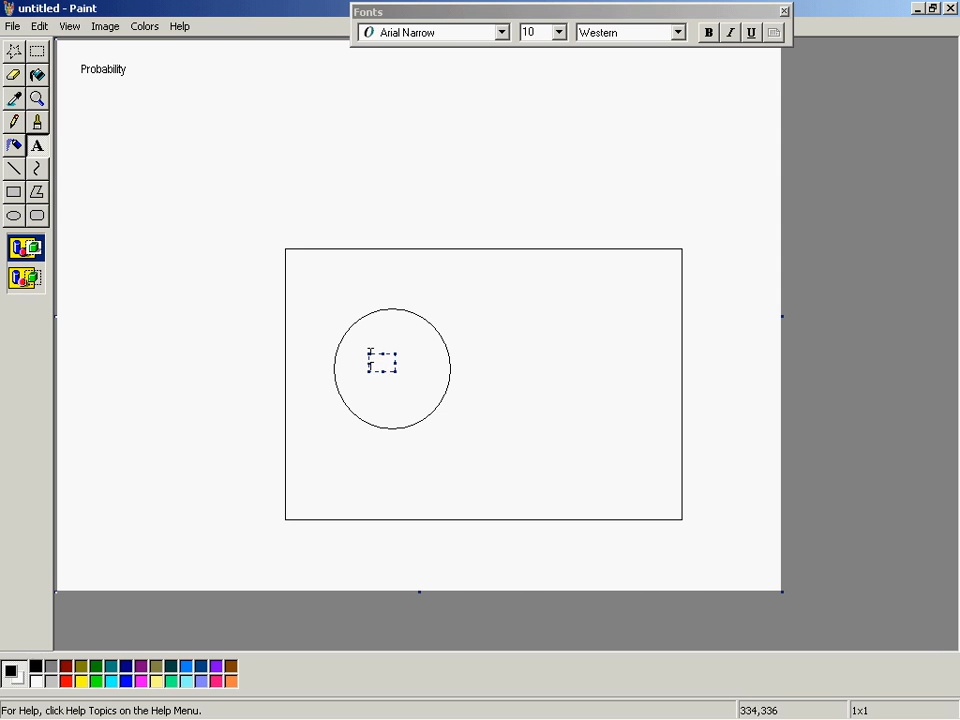 untitled - Paint
Fonts
File Edit View Image Colors Help
Arial Narrow 10 Western B I U
Probability
A
For Help, click Help Topics on the Help Menu. 334,336 1x1